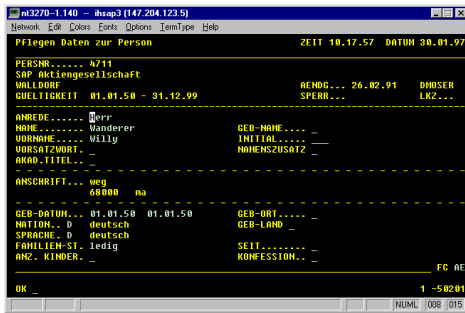 nt3270-1.140 - ihsap3 (147.204.123.5)
Network Edit Colors Fonts Options TermType Help
Pflegen Daten zur Person ZEIT 10.17.57 DATUM 30.01.97
PERSNR...... 4711
SAP Aktiengesellschaft
WALLDORF AENDG... 26.02.91 DMOSER
GUELTIGKEIT 01.01.50 - 31.12.99 SPERR... LKZ...
ANREDE...... Herr
NAME........ Wanderer GEB-NAME.... _
VORNAME..... Willy INITIAL..... ___
VORSATZWORT. _ NAMENSZUSATZ _
AKAD.TITEL.. _
ANSCHRIFT... weg
68000 ma
GEB-DATUM... 01.01.50 01.01.50 GEB-ORT..... _
NATION.. D deutsch GEB-LAND _
SPRACHE. D deutsch
FAMILIEN-ST. ledig SEIT........ _
ANZ. KINDER. _ KONFESSION.. _
FC AE
OK _ 1 -50201
NUML 008 015